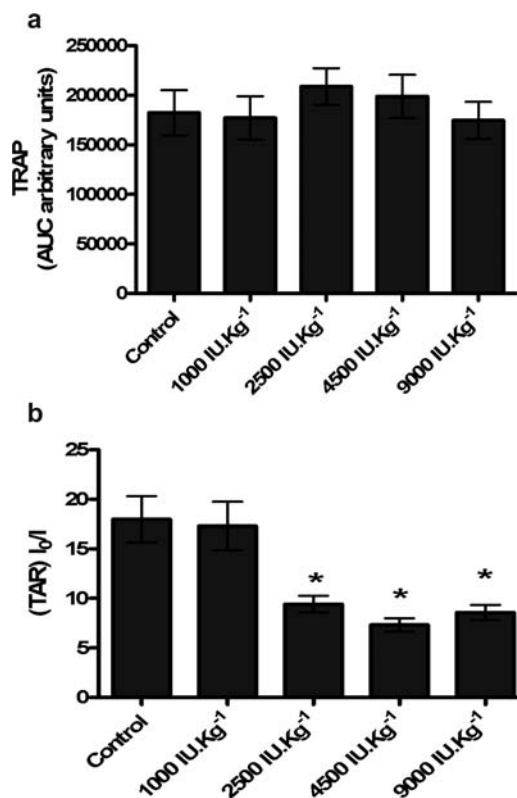 a
TRAP
(AUC arbitrary units)
250000
200000
150000
100000
50000
0
Control
1000 IU.Kg⁻¹
2500 IU.Kg⁻¹
4500 IU.Kg⁻¹
9000 IU.Kg⁻¹
b
(TAR) I₀/I
25
20
15
10
5
0
* * *
Control
1000 IU.Kg⁻¹
2500 IU.Kg⁻¹
4500 IU.Kg⁻¹
9000 IU.Kg⁻¹